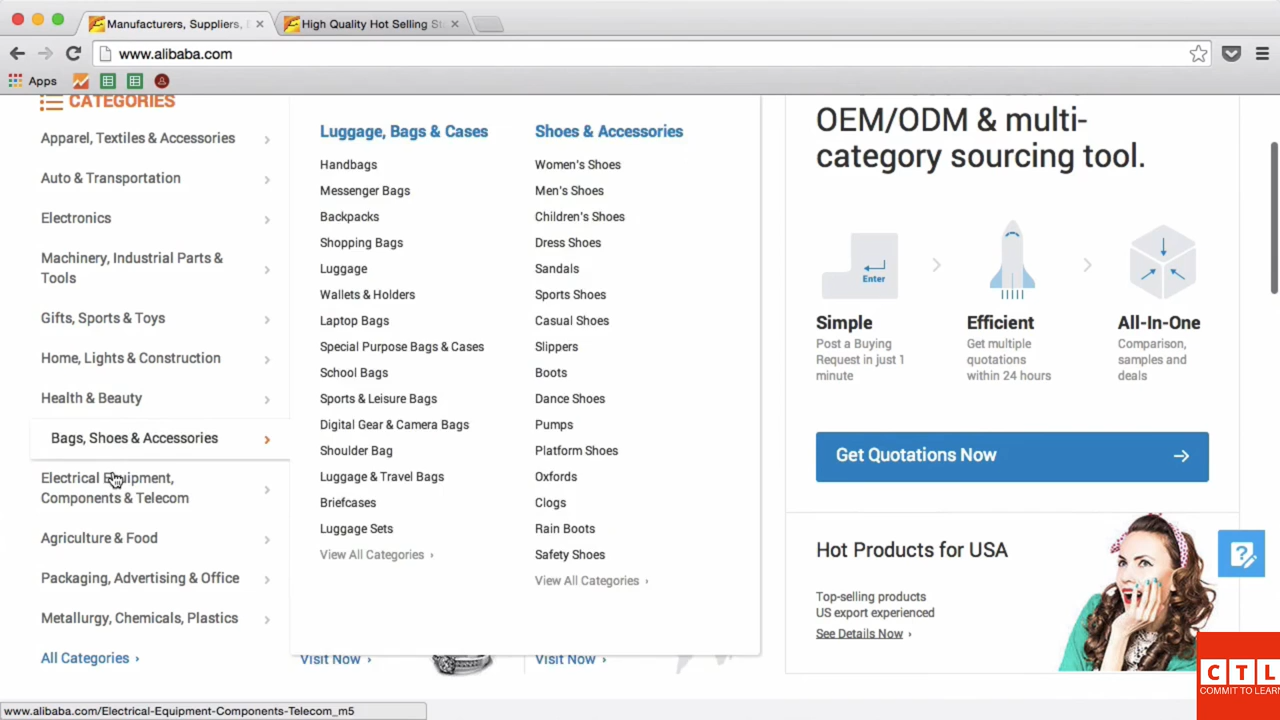 Manufacturers, Suppliers,
High Quality Hot Selling St
www.alibaba.com
Apps
CATEGORIES
Apparel, Textiles & Accessories
Auto & Transportation
Electronics
Machinery, Industrial Parts &
Tools
Gifts, Sports & Toys
Home, Lights & Construction
Health & Beauty
Bags, Shoes & Accessories
Electrical Equipment,
Components & Telecom
Agriculture & Food
Packaging, Advertising & Office
Metallurgy, Chemicals, Plastics
All Categories ›
Luggage, Bags & Cases
Handbags
Messenger Bags
Backpacks
Shopping Bags
Luggage
Wallets & Holders
Laptop Bags
Special Purpose Bags & Cases
School Bags
Sports & Leisure Bags
Digital Gear & Camera Bags
Shoulder Bag
Luggage & Travel Bags
Briefcases
Luggage Sets
View All Categories ›
Visit Now ›
Shoes & Accessories
Women's Shoes
Men's Shoes
Children's Shoes
Dress Shoes
Sandals
Sports Shoes
Casual Shoes
Slippers
Boots
Dance Shoes
Pumps
Platform Shoes
Oxfords
Clogs
Rain Boots
Safety Shoes
View All Categories ›
Visit Now ›
OEM/ODM & multi-
category sourcing tool.
Enter
Simple
Post a Buying
Request in just 1
minute
Efficient
Get multiple
quotations
within 24 hours
All-In-One
Comparison,
samples and
deals
Get Quotations Now
Hot Products for USA
Top-selling products
US export experienced
See Details Now ›
CTL
COMMIT TO LEARN
www.alibaba.com/Electrical-Equipment-Components-Telecom_m5